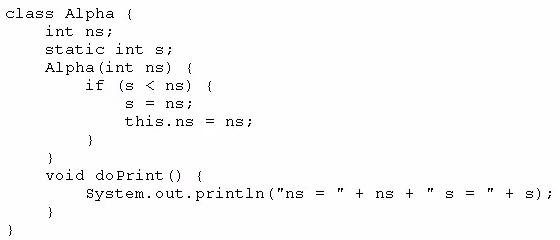 class Alpha {
    int ns;
    static int s;
    Alpha(int ns) {
        if (s < ns) {
            s = ns;
            this.ns = ns;
        }
    }
    void doPrint() {
        System.out.println("ns = " + ns + " s = " + s);
    }
}